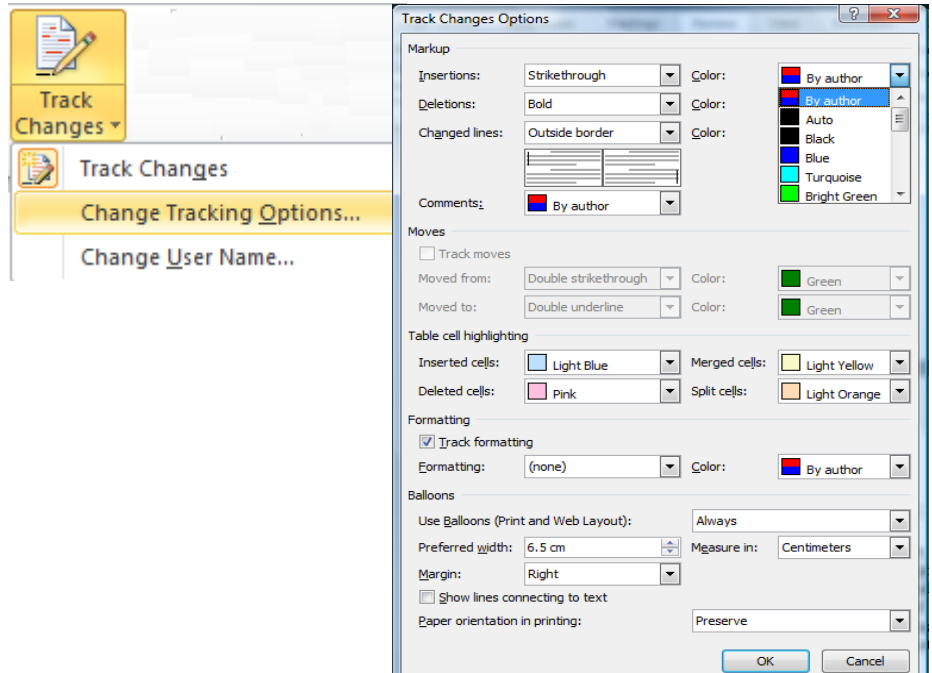 Track
Changes
Track Changes
Change Tracking Options...
Change User Name...
Track Changes Options
Markup
Insertions: Strikethrough Color: By author
By author
Deletions: Bold Color:
Auto
Changed lines: Outside border Color:
Black
Blue
Turquoise
Comments: By author
Bright Green
Moves
Track moves
Moved from: Double strikethrough Color: Green
Moved to: Double underline Color: Green
Table cell highlighting
Inserted cells: Light Blue Merged cells: Light Yellow
Deleted cells: Pink Split cells: Light Orange
Formatting
Track formatting
Formatting: (none) Color: By author
Balloons
Use Balloons (Print and Web Layout): Always
Preferred width: 6.5 cm Measure in: Centimeters
Margin: Right
Show lines connecting to text
Paper orientation in printing: Preserve
OK Cancel